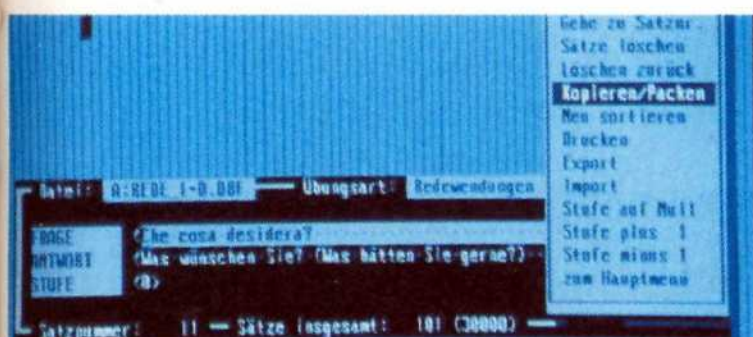 Gehe zu Satznr.
Sätze löschen
löschen zurück
Kopieren/Packen
Neu sortieren
Drucken
Export
Import
Stufe auf Null
Stufe plus 1
Stufe minus 1
zum Hauptmenü
Datei: A:REDE_I-D.DBF Übungsart: Redewendungen
FRAGE (Che cosa desidera?
ANTWORT (Was wünschen Sie? (Was hätten Sie gerne?)
STUFE (0)
Satznummer: 11 Sätze insgesamt: 101 (30000)